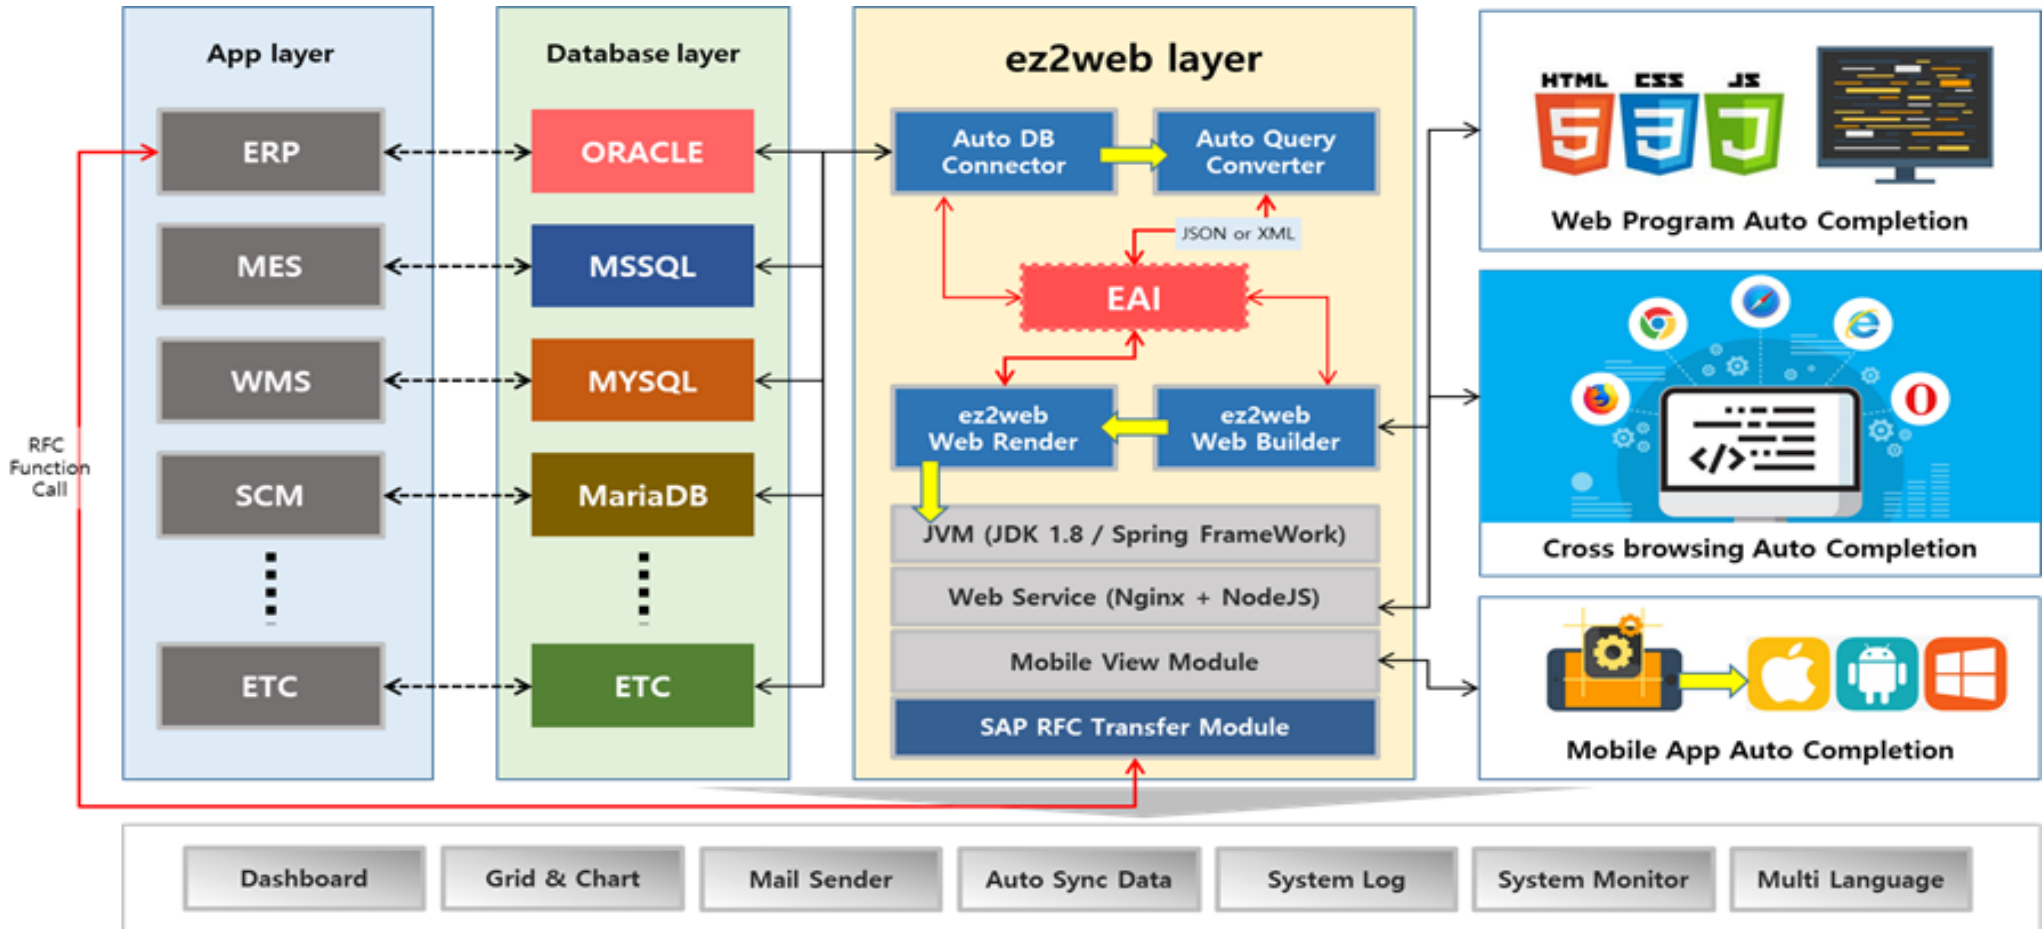 App layer
ERP
MES
WMS
SCM
ETC
RFC
Function
Call
Database layer
ORACLE
MSSQL
MYSQL
MariaDB
ETC
ez2web layer
Auto DB
Connector
Auto Query
Converter
JSON or XML
EAI
ez2web
Web Render
ez2web
Web Builder
JVM (JDK 1.8 / Spring FrameWork)
Web Service (Nginx + NodeJS)
Mobile View Module
SAP RFC Transfer Module
HTML
CSS
JS
Web Program Auto Completion
Cross browsing Auto Completion
Mobile App Auto Completion
Dashboard
Grid & Chart
Mail Sender
Auto Sync Data
System Log
System Monitor
Multi Language